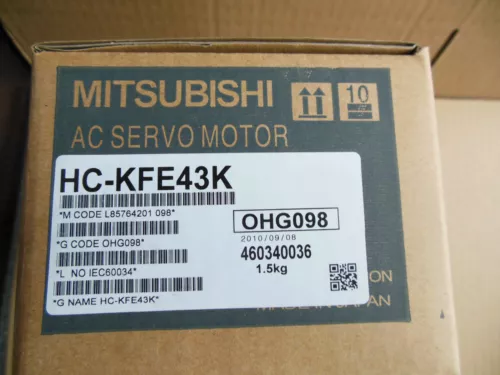 MITSUBISHI
10
AC SERVO MOTOR
HC-KFE43K
*M CODE L85764201 098*
OHG098
2010/09/08
*G CODE OHG098*
460340036
*L NO IEC60034*
1.5kg
*G NAME HC-KFE43K*